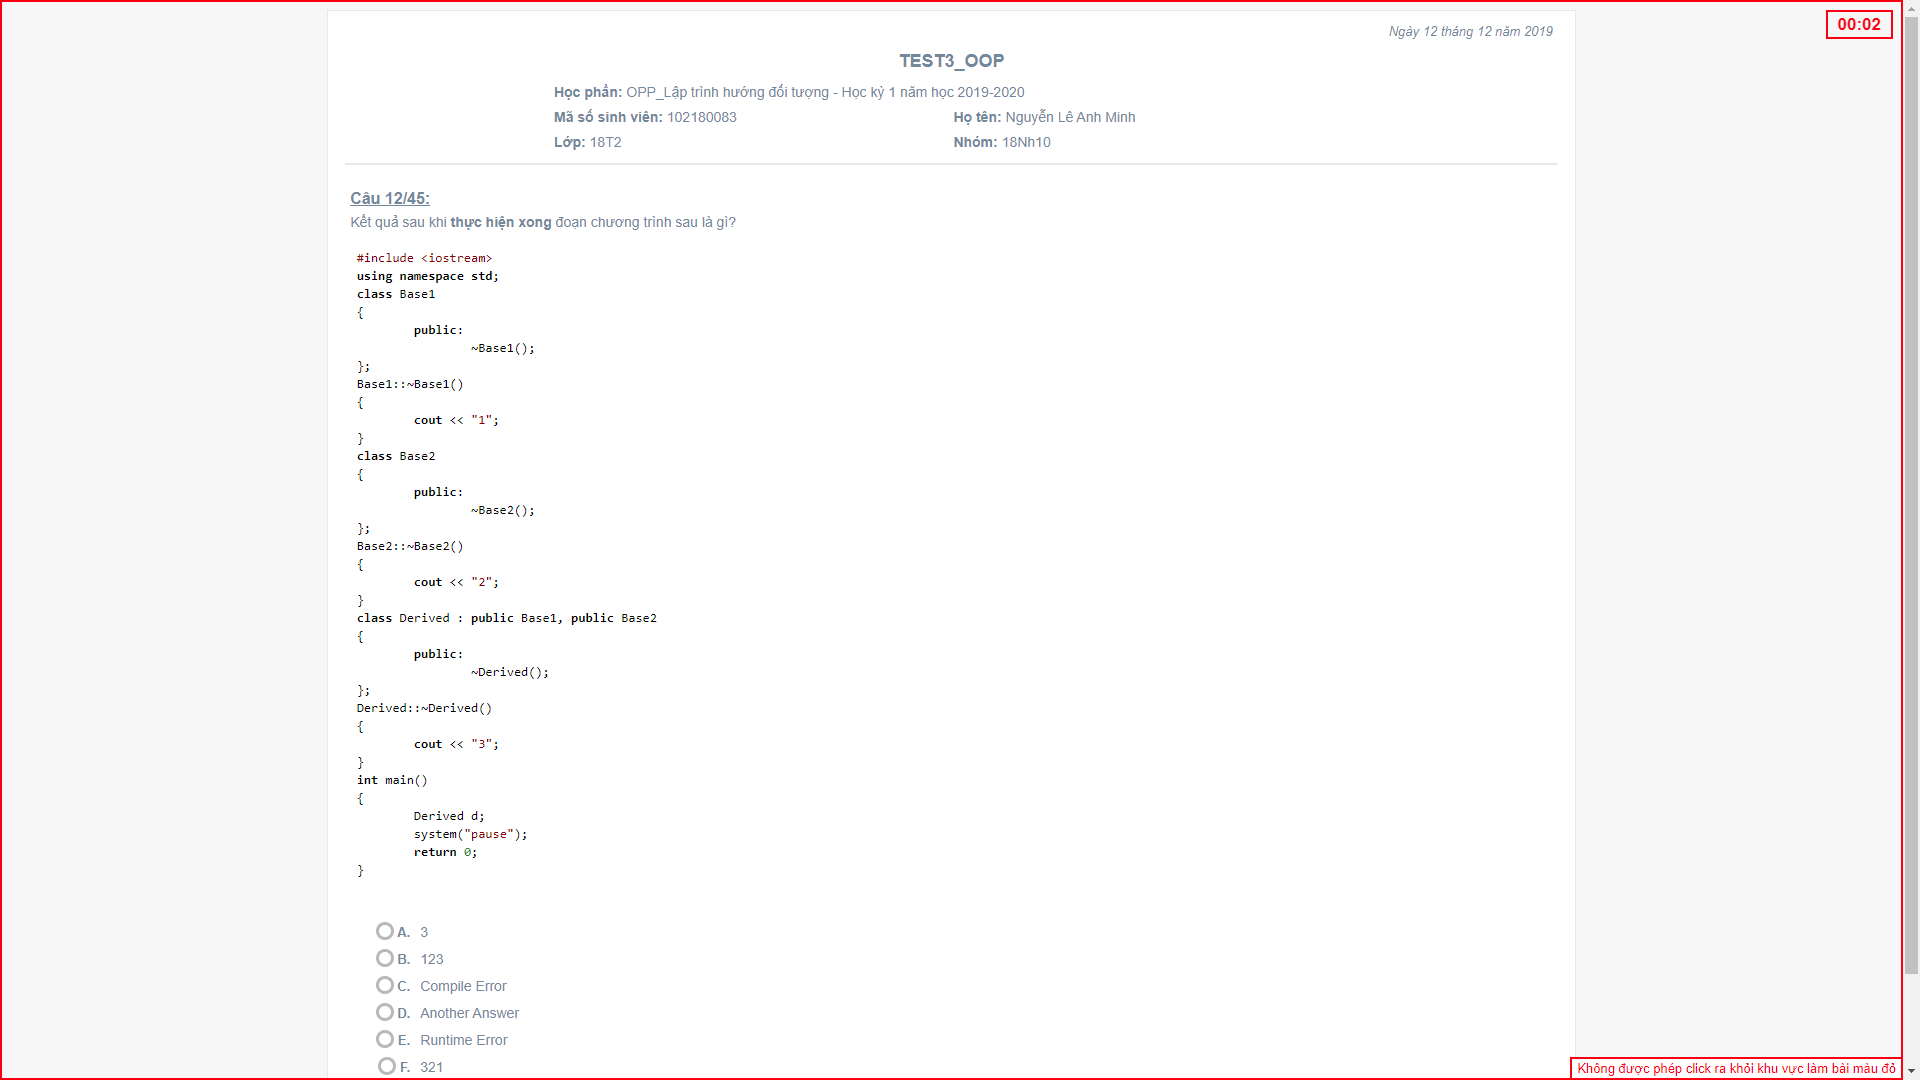 Ngày 12 tháng 12 năm 2019
00:02
TEST3_OOP
Học phần: OPP_Lập trình hướng đối tượng - Học kỳ 1 năm học 2019-2020
Mã số sinh viên: 102180083 Họ tên: Nguyễn Lê Anh Minh
Lớp: 18T2 Nhóm: 18Nh10
Câu 12/45:
Kết quả sau khi thực hiện xong đoạn chương trình sau là gì?
#include <iostream>
using namespace std;
class Base1
{
public:
~Base1();
};
Base1::~Base1()
{
cout << "1";
}
class Base2
{
public:
~Base2();
};
Base2::~Base2()
{
cout << "2";
}
class Derived : public Base1, public Base2
{
public:
~Derived();
};
Derived::~Derived()
{
cout << "3";
}
int main()
{
Derived d;
system("pause");
return 0;
}
A. 3
B. 123
C. Compile Error
D. Another Answer
E. Runtime Error
F. 321
Không được phép click ra khỏi khu vực làm bài màu đỏ